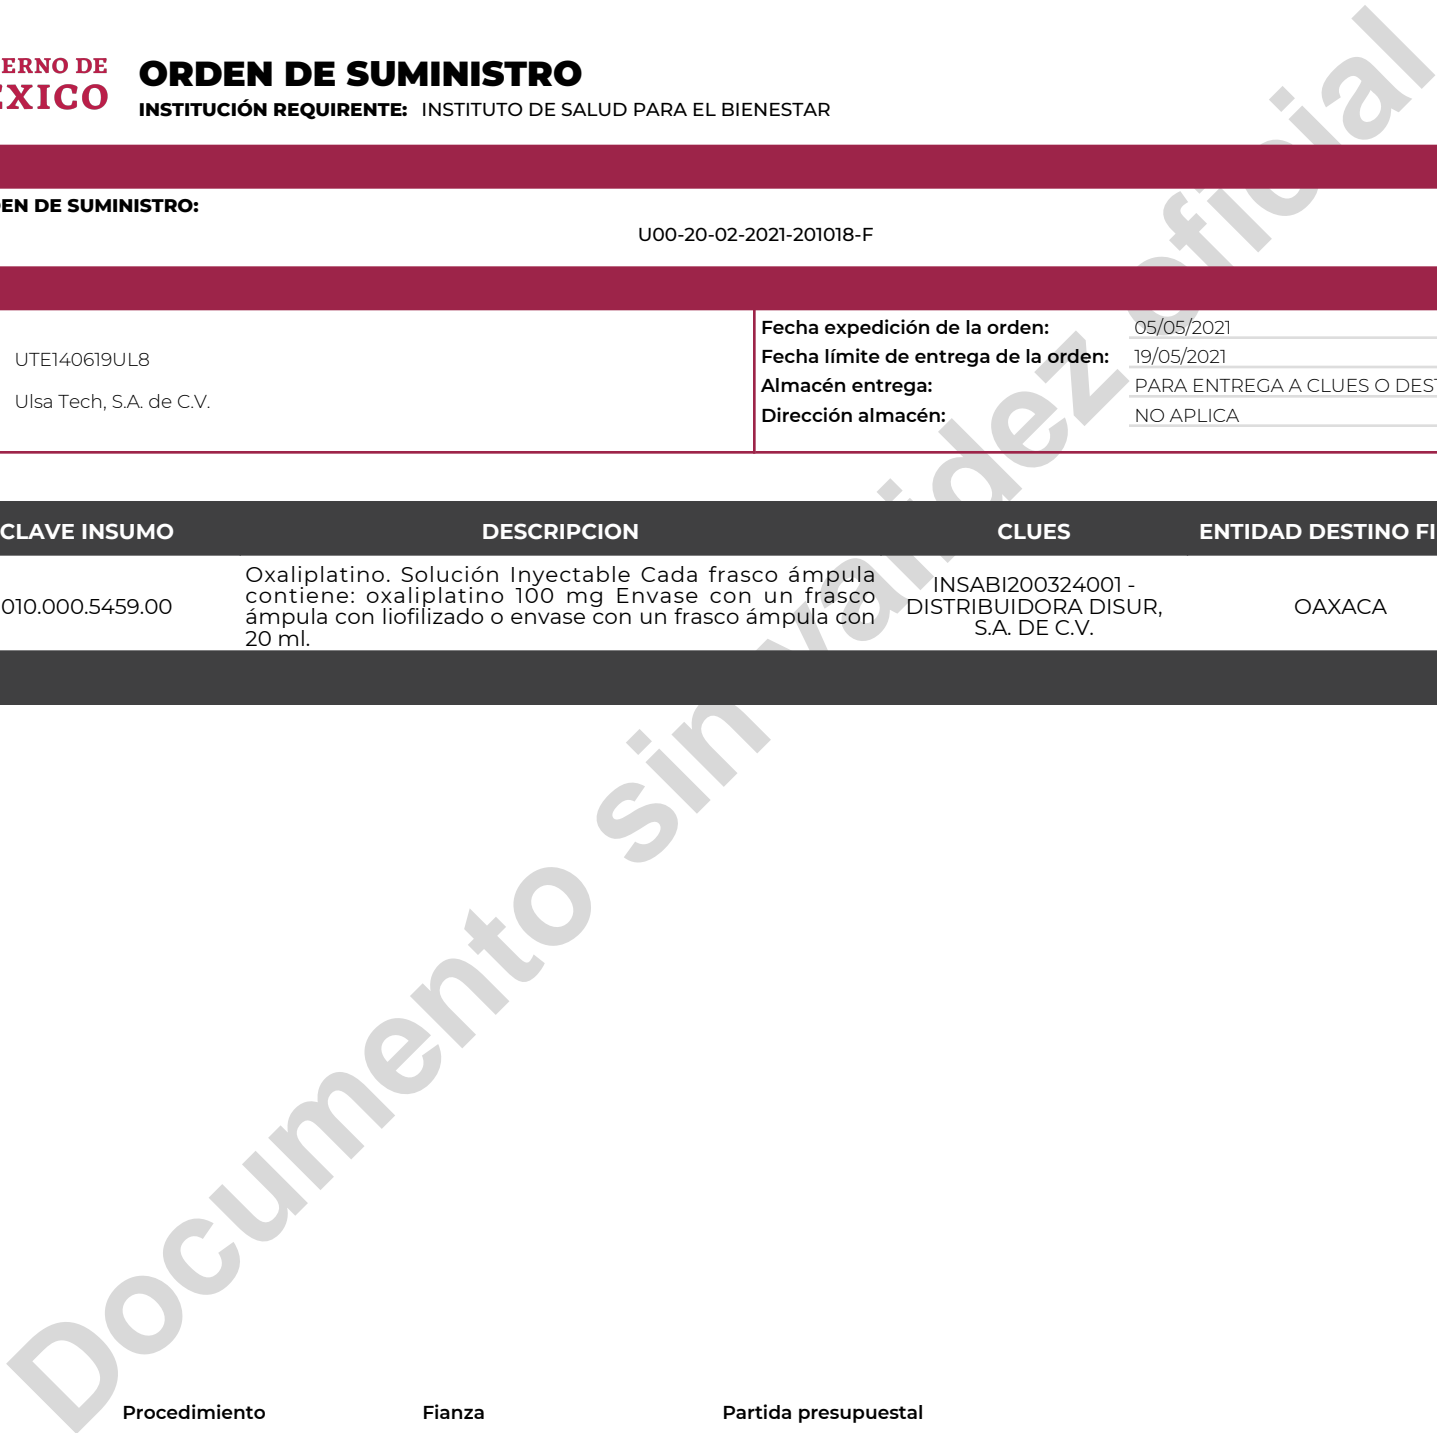 ERNO DE
EXICO
ORDEN DE SUMINISTRO
INSTITUCIÓN REQUIRENTE: INSTITUTO DE SALUD PARA EL BIENESTAR
EN DE SUMINISTRO:
U00-20-02-2021-201018-F
UTE140619UL8
Ulsa Tech, S.A. de C.V.
Fecha expedición de la orden: 05/05/2021
Fecha límite de entrega de la orden: 19/05/2021
Almacén entrega: PARA ENTREGA A CLUES O DEST
Dirección almacén: NO APLICA
CLAVE INSUMO DESCRIPCION CLUES ENTIDAD DESTINO FI
010.000.5459.00
Oxaliplatino. Solución Inyectable Cada frasco ámpula
contiene: oxaliplatino 100 mg Envase con un frasco
ámpula con liofilizado o envase con un frasco ámpula con
20 ml.
INSABI200324001 -
DISTRIBUIDORA DISUR,
S.A. DE C.V.
OAXACA
Documento sin validez oficial
Procedimiento Fianza Partida presupuestal